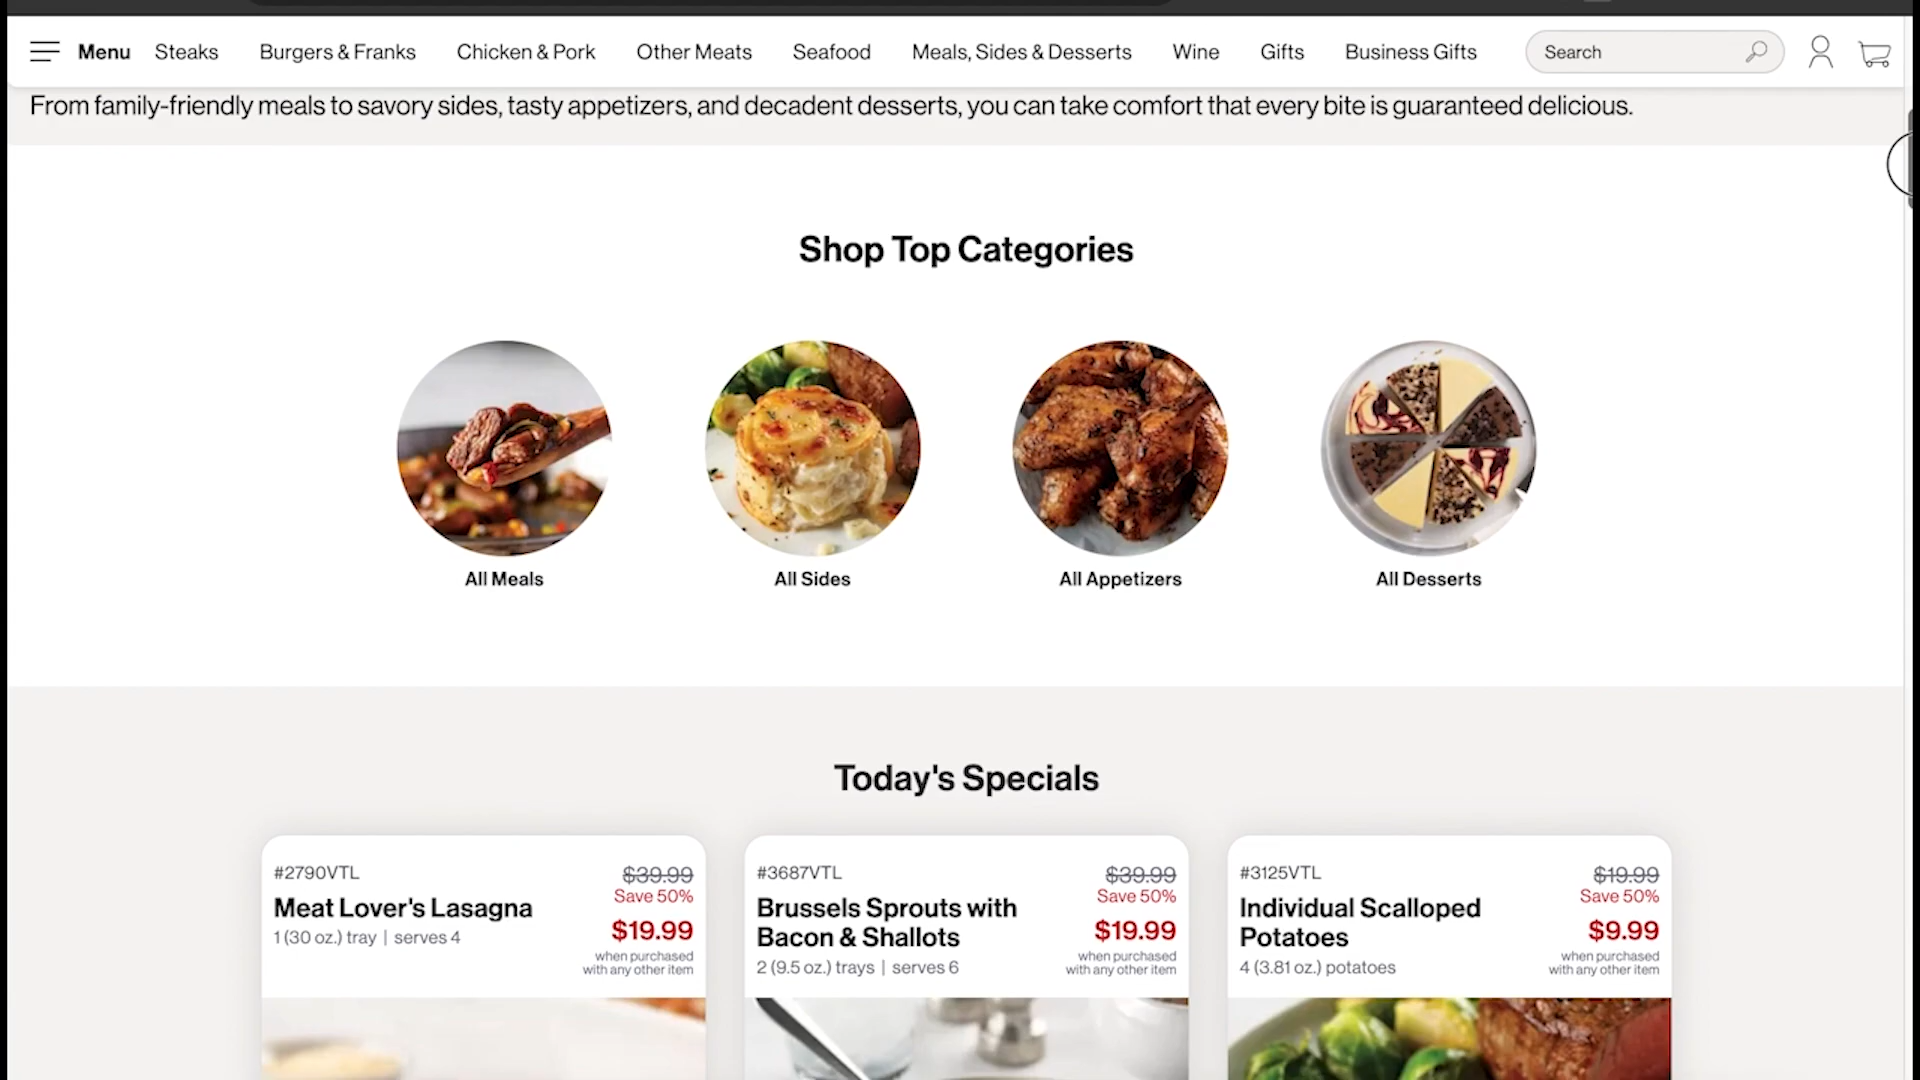 Menu Steaks Burgers & Franks Chicken & Pork Other Meats Seafood Meals, Sides & Desserts Wine Gifts Business Gifts Search
From family-friendly meals to savory sides, tasty appetizers, and decadent desserts, you can take comfort that every bite is guaranteed delicious.
Shop Top Categories
All Meals All Sides All Appetizers All Desserts
Today's Specials
#2790VTL
$39.99
Save 50%
Meat Lover's Lasagna
$19.99
1 (30 oz.) tray | serves 4
when purchased
with any other item
#3687VTL
$39.99
Save 50%
Brussels Sprouts with
Bacon & Shallots
$19.99
2 (9.5 oz.) trays | serves 6
when purchased
with any other item
#3125VTL
$19.99
Save 50%
Individual Scalloped
Potatoes
$9.99
4 (3.81 oz.) potatoes
when purchased
with any other item